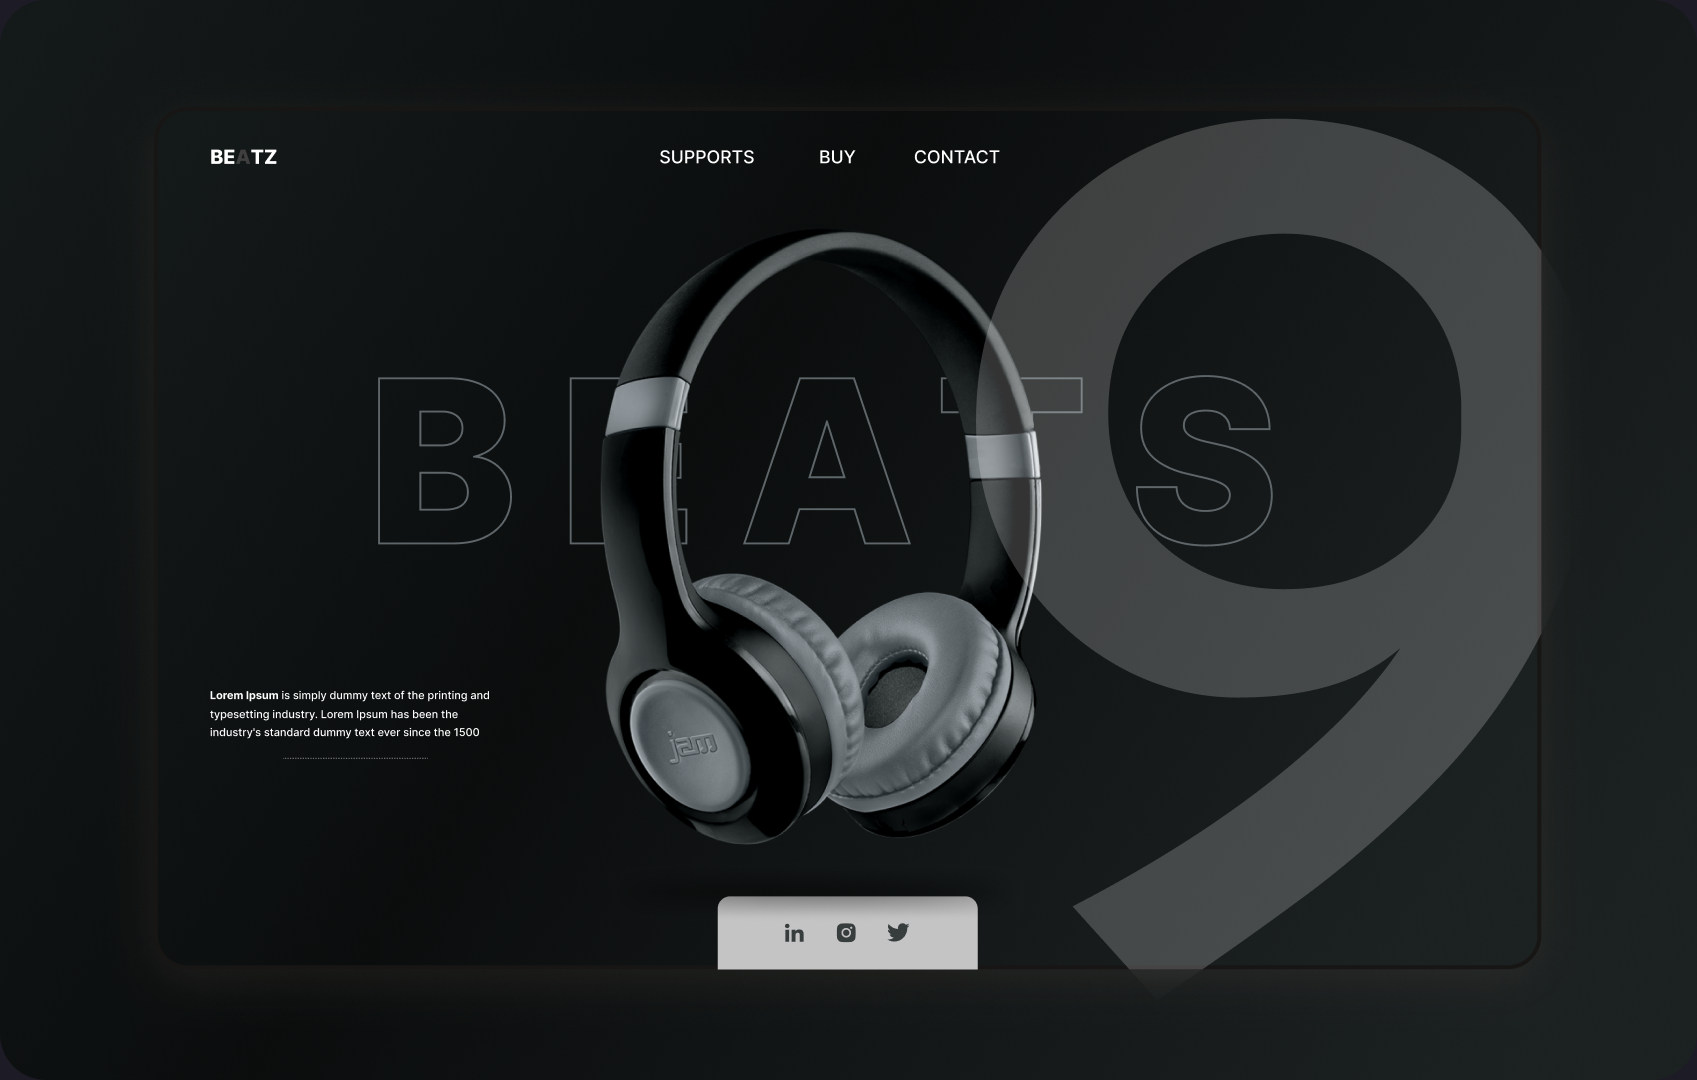 BEATZ
SUPPORTS BUY CONTACT
9
BEATS
Lorem Ipsum is simply dummy text of the printing and
typesetting industry. Lorem Ipsum has been the
industry's standard dummy text ever since the 1500
jam
in